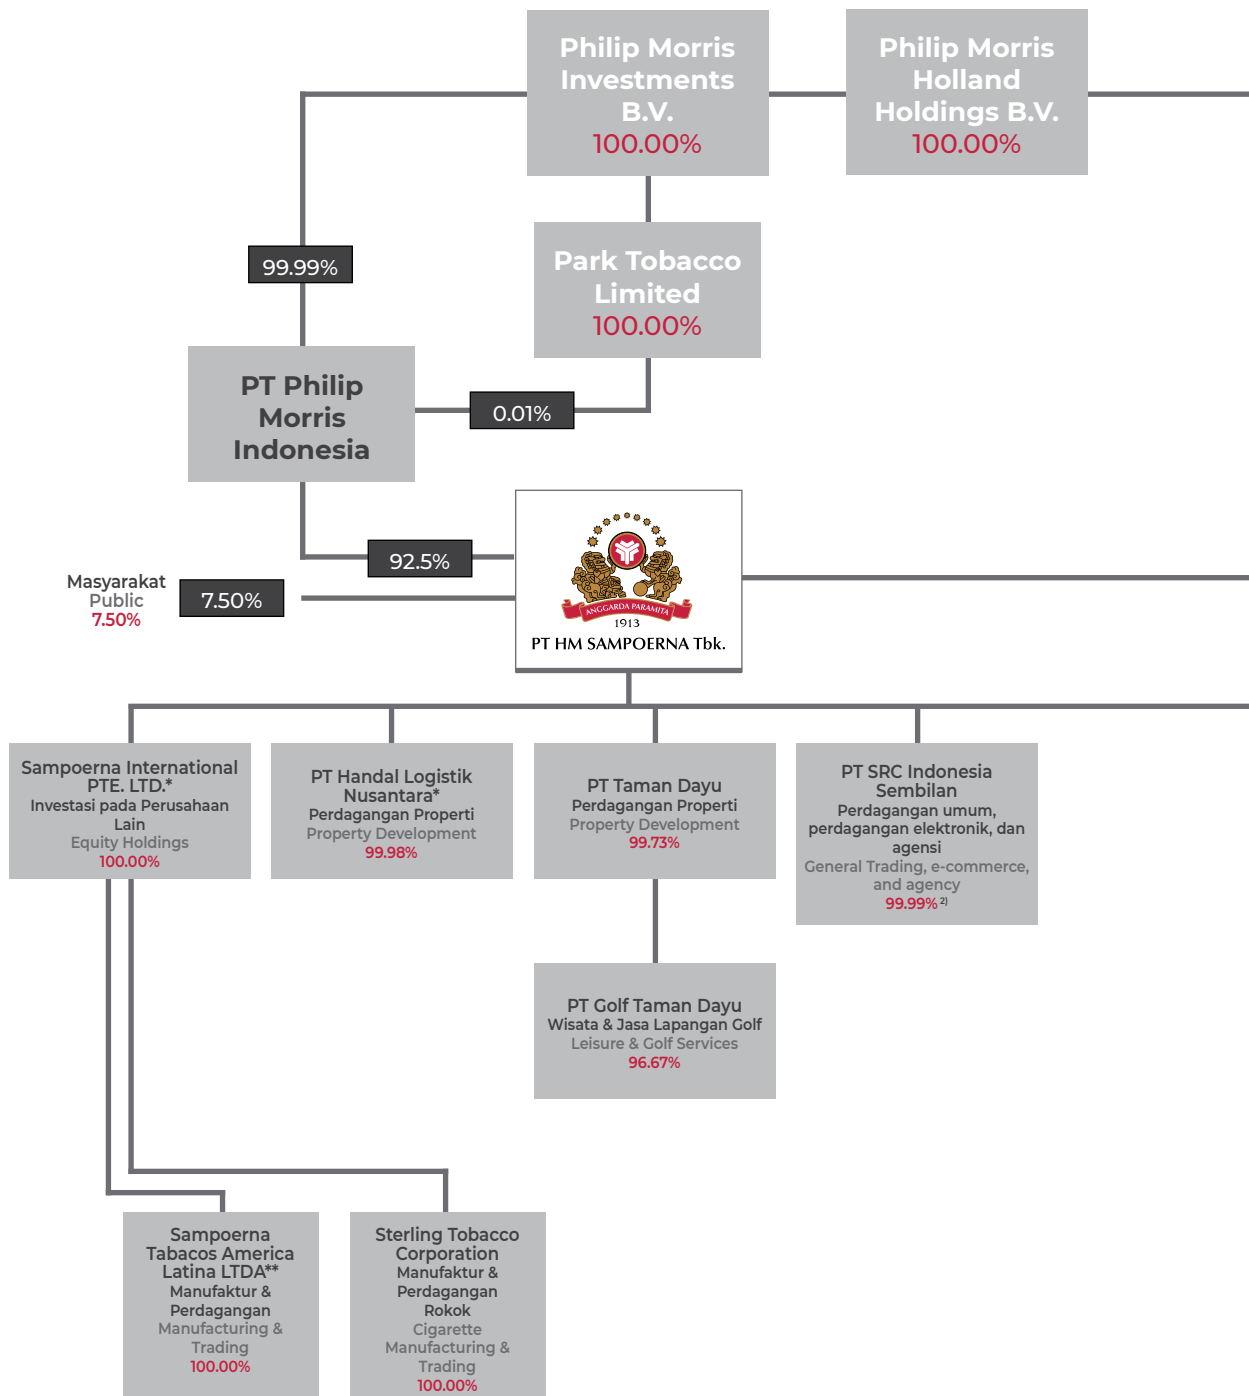 Philip Morris
Investments
B.V.
100.00%
Philip Morris
Holland
Holdings B.V.
100.00%
99.99%
Park Tobacco
Limited
100.00%
PT Philip
Morris
Indonesia
0.01%
92.5%
Masyarakat
Public
7.50%
7.50%
ANGGARDA PARAMITA
1913
PT HM SAMPOERNA Tbk.
Sampoerna International
PTE. LTD.*
Investasi pada Perusahaan
Lain
Equity Holdings
100.00%
PT Handal Logistik
Nusantara*
Perdagangan Properti
Property Development
99.98%
PT Taman Dayu
Perdagangan Properti
Property Development
99.73%
PT SRC Indonesia
Sembilan
Perdagangan umum,
perdagangan elektronik, dan
agensi
General Trading, e-commerce,
and agency
99.99% 2)
PT Golf Taman Dayu
Wisata & Jasa Lapangan Golf
Leisure & Golf Services
96.67%
Sampoerna
Tabacos America
Latina LTDA**
Manufaktur &
Perdagangan
Manufacturing &
Trading
100.00%
Sterling Tobacco
Corporation
Manufaktur &
Perdagangan
Rokok
Cigarette
Manufacturing &
Trading
100.00%